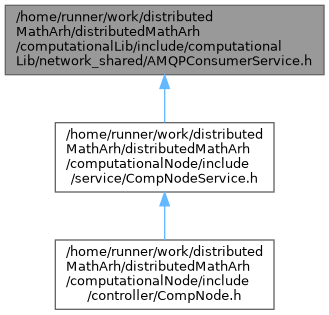 /home/runner/work/distributed
MathArh/distributedMathArh
/computationalLib/include/computational
Lib/network_shared/AMQPConsumerService.h
/home/runner/work/distributed
MathArh/distributedMathArh
/computationalNode/include
/service/CompNodeService.h
/home/runner/work/distributed
MathArh/distributedMathArh
/computationalNode/include
/controller/CompNode.h